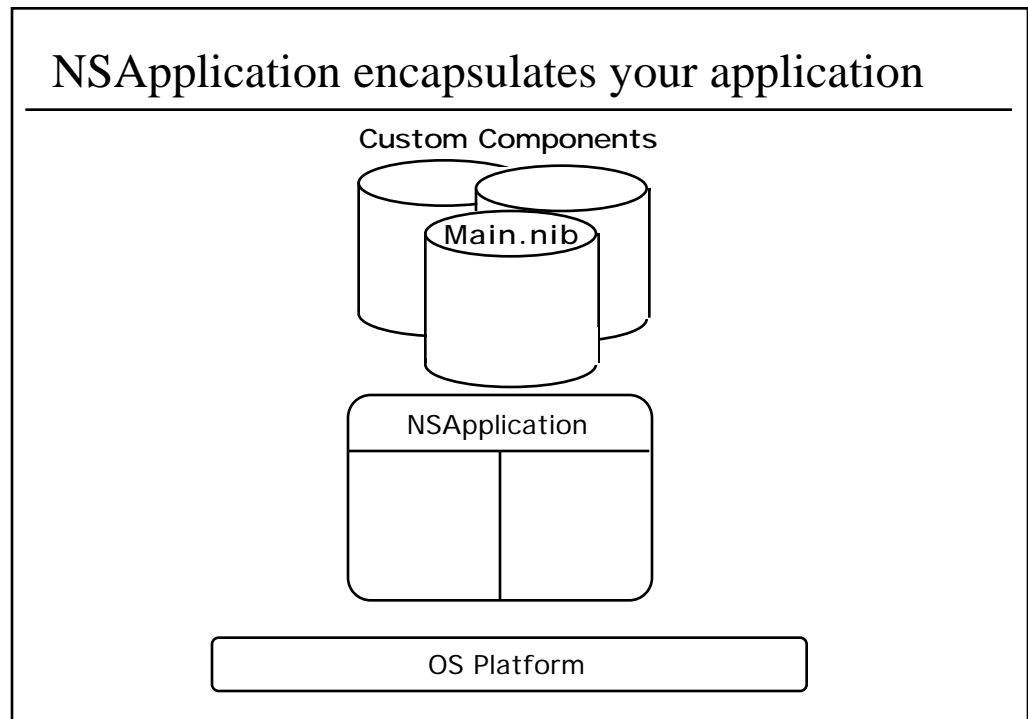 NSApplication encapsulates your application
Custom Components
Main.nib
NSApplication
OS Platform